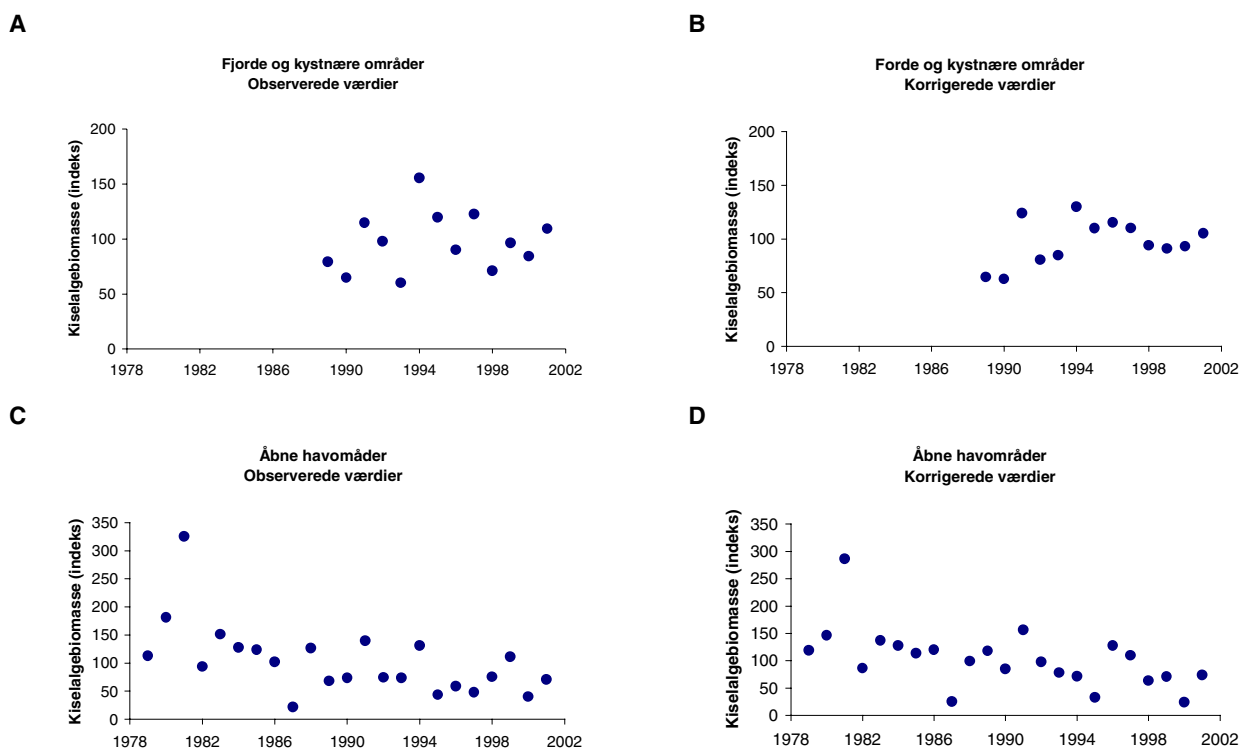 A
Fjorde og kystnære områder
Observerede værdier
Kiselalgebiomasse (indeks)
200
150
100
50
0
1978 1982 1986 1990 1994 1998 2002
B
Forde og kystnære områder
Korrigerede værdier
Kiselalgebiomasse (indeks)
200
150
100
50
0
1978 1982 1986 1990 1994 1998 2002
C
Åbne havomåder
Observerede værdier
Kiselalgebiomasse (indeks)
350
300
250
200
150
100
50
0
1978 1982 1986 1990 1994 1998 2002
D
Åbne havområder
Korrigerede værdier
Kiselalgebiomasse (indeks)
350
300
250
200
150
100
50
0
1978 1982 1986 1990 1994 1998 2002